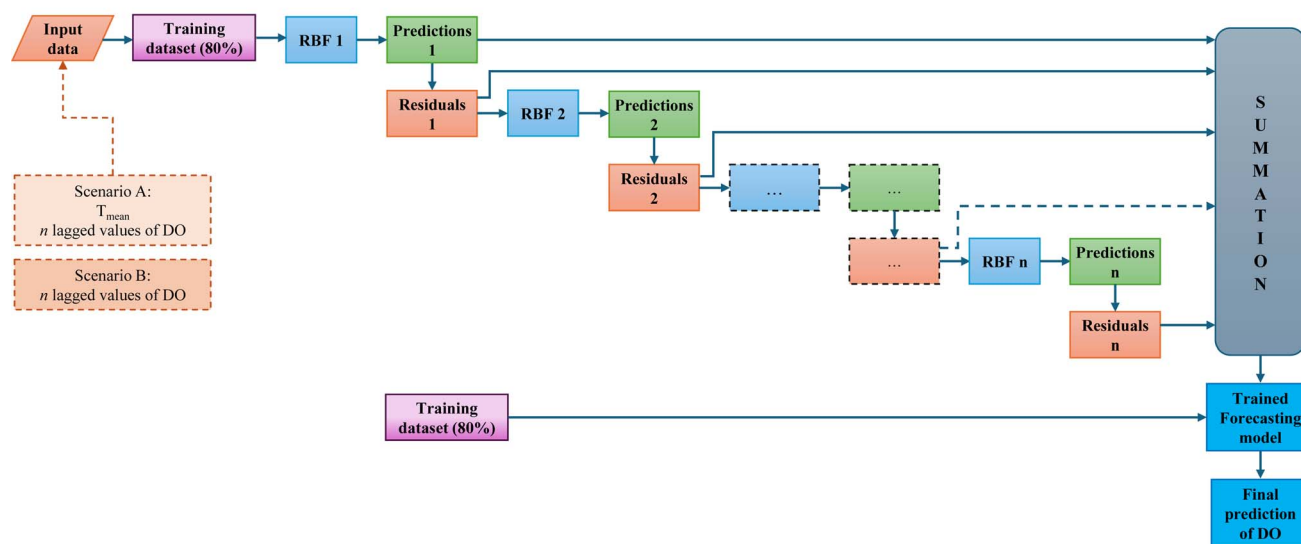 Input
data
Training
dataset (80%)
RBF 1
Predictions
1
Residuals
1
RBF 2
Predictions
2
Residuals
2
...
...
...
RBF n
Predictions
n
Residuals
n
S
U
M
M
A
T
I
O
N
Scenario A:
Tmean
n lagged values of DO
Scenario B:
n lagged values of DO
Training
dataset (80%)
Trained
Forecasting
model
Final
prediction
of DO